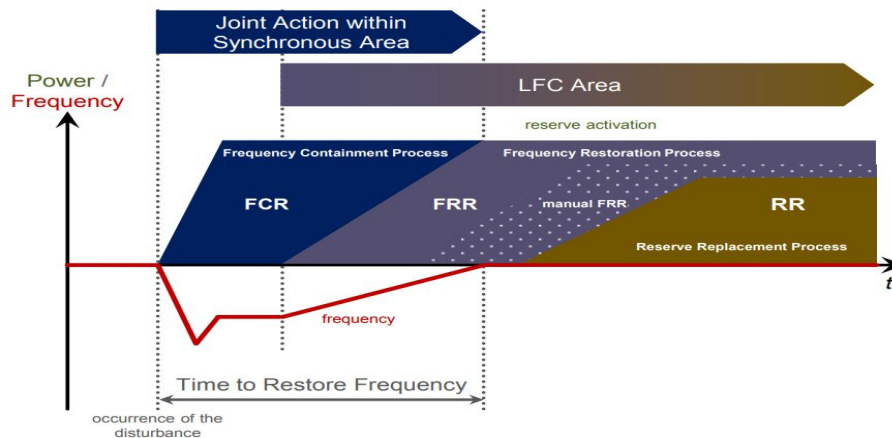 Joint Action within
Synchronous Area
LFC Area
Power /
Frequency
reserve activation
Frequency Containment Process
Frequency Restoration Process
FCR
FRR
manual FRR
RR
Reserve Replacement Process
t
frequency
Time to Restore Frequency
occurrence of the
disturbance